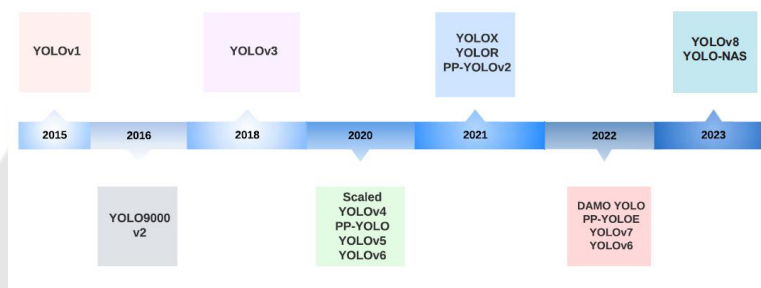 YOLOv1
YOLOv3
YOLOX
YOLOR
PP-YOLOv2
YOLOv8
YOLO-NAS
2015
2016
2018
2020
2021
2022
2023
YOLO9000
v2
Scaled
YOLOv4
PP-YOLO
YOLOv5
YOLOv6
DAMO YOLO
PP-YOLOE
YOLOv7
YOLOv6